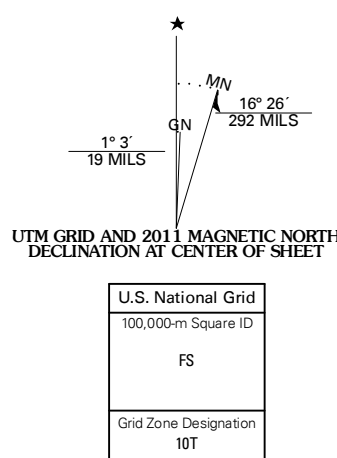 MN
GN
16° 26´
292 MILS
1° 3´
19 MILS
UTM GRID AND 2011 MAGNETIC NORTH
DECLINATION AT CENTER OF SHEET
U.S. National Grid
100,000-m Square ID
FS
Grid Zone Designation
10T